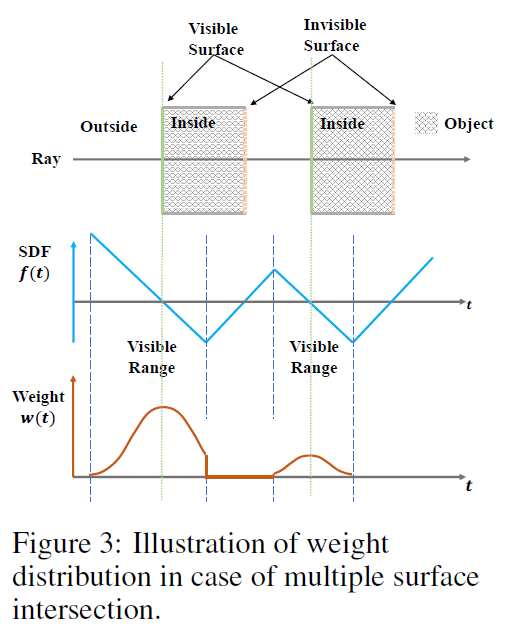 Visible
Surface
Invisible
Surface
Outside
Inside
Inside
Object
Ray
SDF
f(t)
t
Visible
Range
Visible
Range
Weight
w(t)
t
Figure 3: Illustration of weight
distribution in case of multiple surface
intersection.